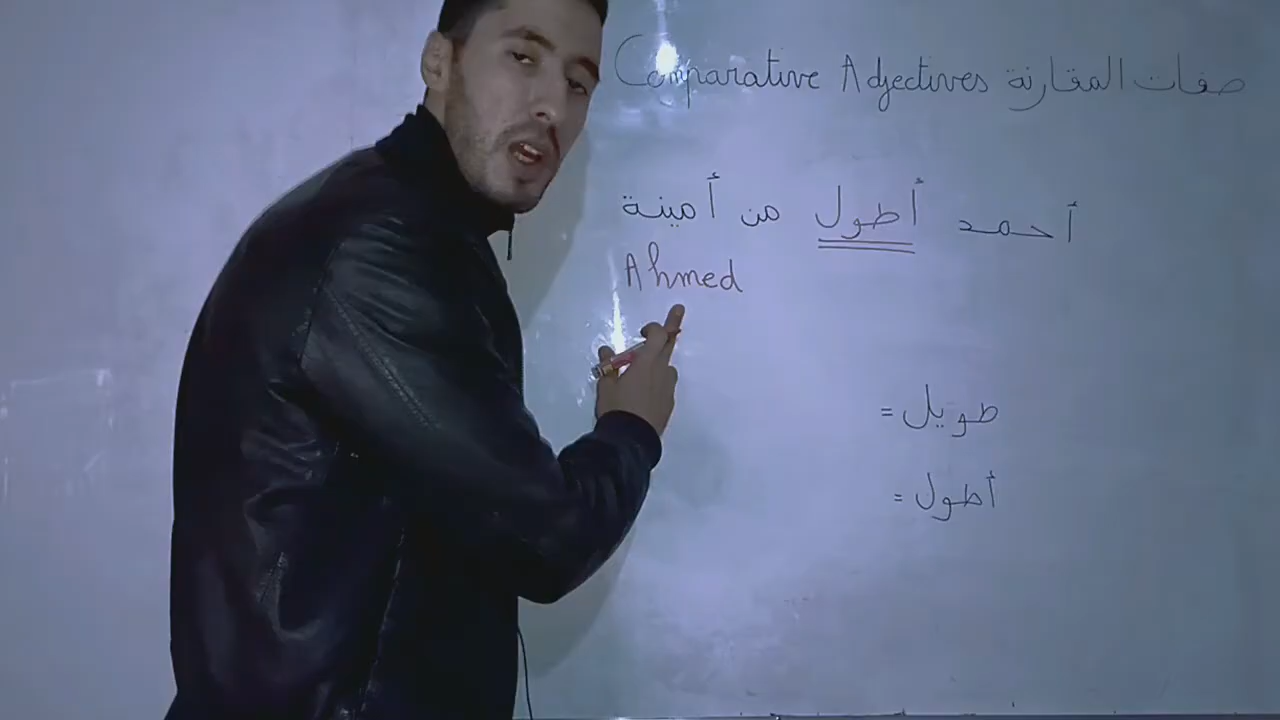 Comparative Adjectives صفات المقارنة
أحمد أطول من أمينة
Ahmed
طويل =
أطول =